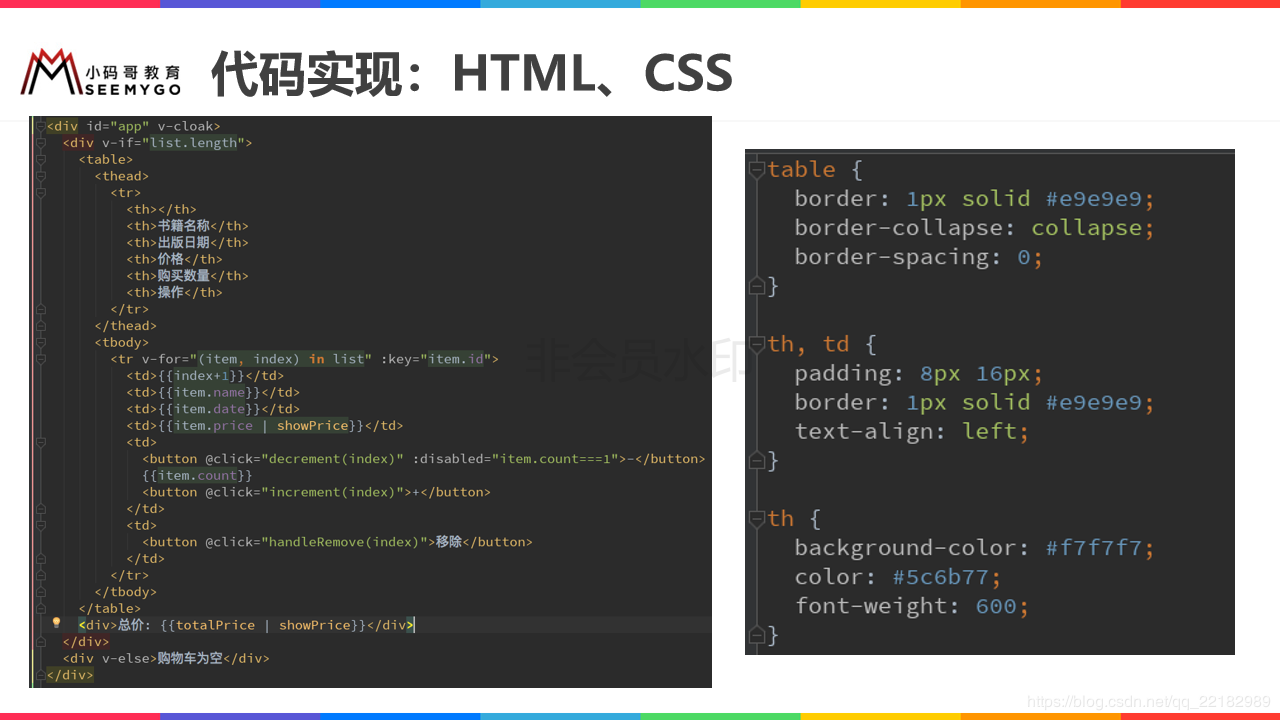 小码哥教育
SEEMYGO
代码实现：HTML、CSS
<div id="app" v-cloak>
<div v-if="list.length">
<table>
<thead>
<tr>
<th></th>
<th>书籍名称</th>
<th>出版日期</th>
<th>价格</th>
<th>购买数量</th>
<th>操作</th>
</tr>
</thead>
<tbody>
<tr v-for="(item, index) in list" :key="item.id">
<td>{{index+1}}</td>
<td>{{item.name}}</td>
<td>{{item.date}}</td>
<td>{{item.price | showPrice}}</td>
<td>
<button @click="decrement(index)" :disabled="item.count===1">-</button>
{{item.count}}
<button @click="increment(index)">+</button>
</td>
<td>
<button @click="handleRemove(index)">移除</button>
</td>
</tr>
</tbody>
</table>
<div>总价: {{totalPrice | showPrice}}</div>
</div>
<div v-else>购物车为空</div>
</div>
table {
border: 1px solid #e9e9e9;
border-collapse: collapse;
border-spacing: 0;
}
th, td {
padding: 8px 16px;
border: 1px solid #e9e9e9;
text-align: left;
}
th {
background-color: #f7f7f7;
color: #5c6b77;
font-weight: 600;
}
非会员水印
https://blog.csdn.net/qq_22182989